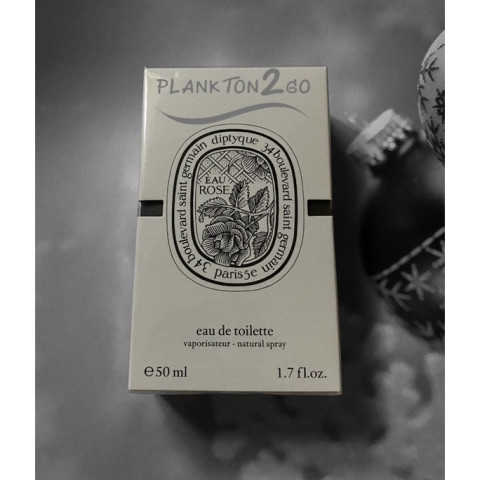 PLANKTON2GO
34 boulevard saint germain diptyque 34 boulevard saint germain
paris 5e
EAU
ROSE
eau de toilette
vaporisateur - natural spray
e 50 ml
1.7 fl.oz.